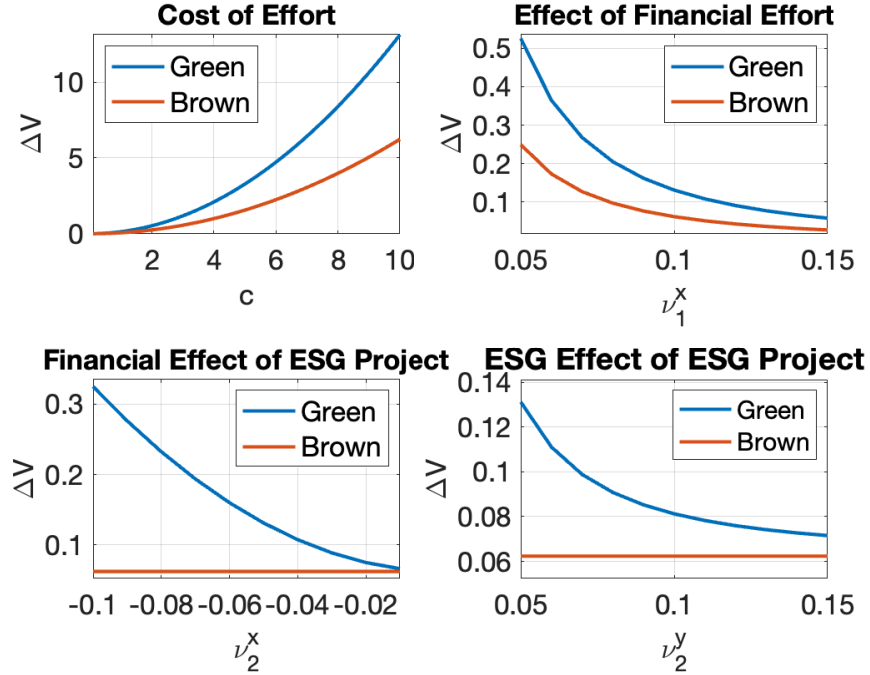 Cost of Effort
Green
Brown
ΔV
10
5
0
2
4
6
8
10
c
Effect of Financial Effort
Green
Brown
ΔV
0.5
0.4
0.3
0.2
0.1
0.05
0.1
0.15
ν₁ˣ
Financial Effect of ESG Project
Green
Brown
ΔV
0.3
0.2
0.1
-0.1
-0.08
-0.06
-0.04
-0.02
ν₂ˣ
ESG Effect of ESG Project
Green
Brown
ΔV
0.14
0.12
0.1
0.08
0.06
0.05
0.1
0.15
ν₂ʸ